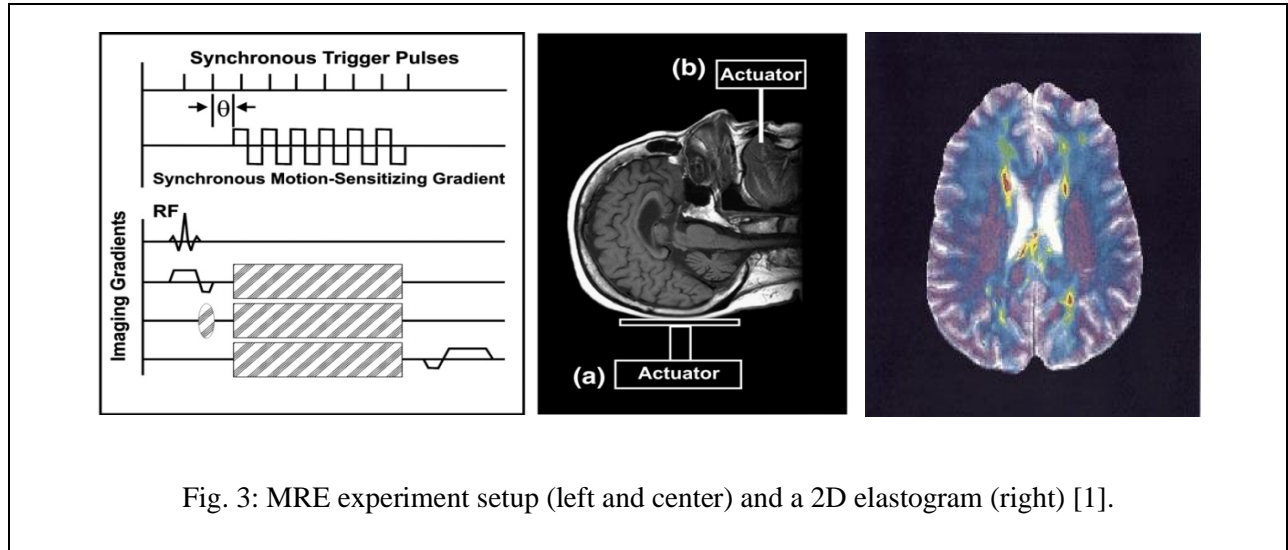 Synchronous Trigger Pulses
θ
Synchronous Motion-Sensitizing Gradient
RF
Imaging Gradients
(b)
Actuator
(a)
Actuator
Fig. 3: MRE experiment setup (left and center) and a 2D elastogram (right) [1].